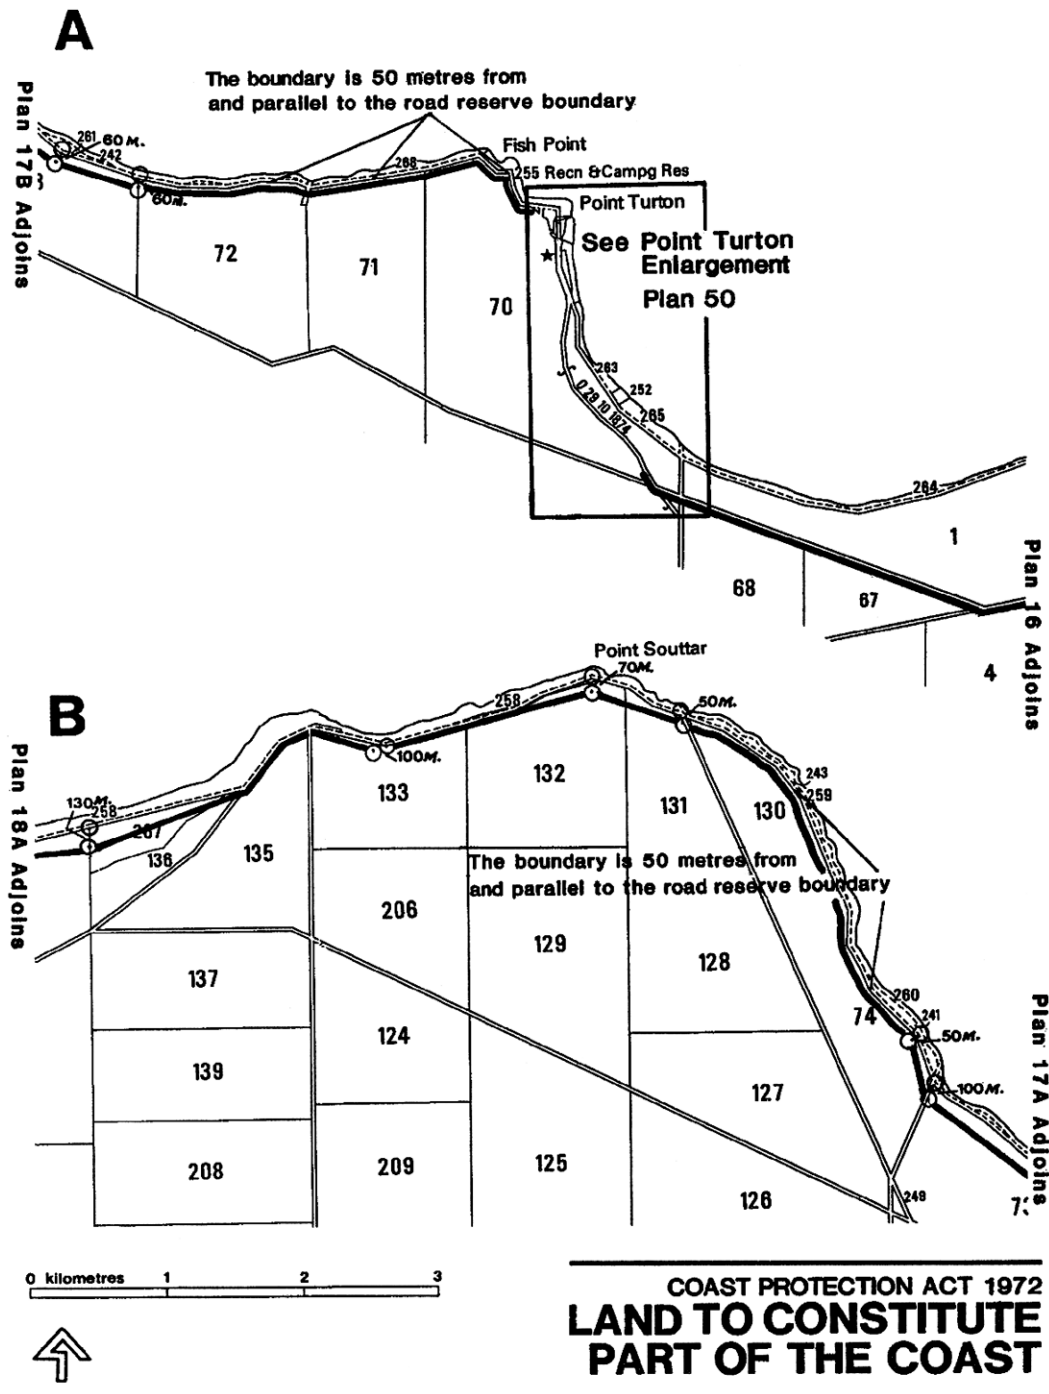 A
The boundary is 50 metres from
and parallel to the road reserve boundary
Plan 17B Adjoins
261
60 M.
242
60M.
268
Fish Point
255 Recn & Campg Res
Point Turton
See Point Turton
Enlargement
Plan 50
72
71
70
263
252
265
0 29 10 1874
264
1
68
67
4
Plan 16 Adjoins
B
Point Souttar
70M.
258
50M.
100M.
Plan 18A Adjoins
130M.
258
267
136
135
133
132
131
130
243
259
The boundary is 50 metres from
and parallel to the road reserve boundary
206
129
128
137
74
260
241
50M.
124
139
127
100M.
Plan 17A Adjoins
208
209
125
126
249
0 kilometres 1 2 3
COAST PROTECTION ACT 1972
LAND TO CONSTITUTE
PART OF THE COAST